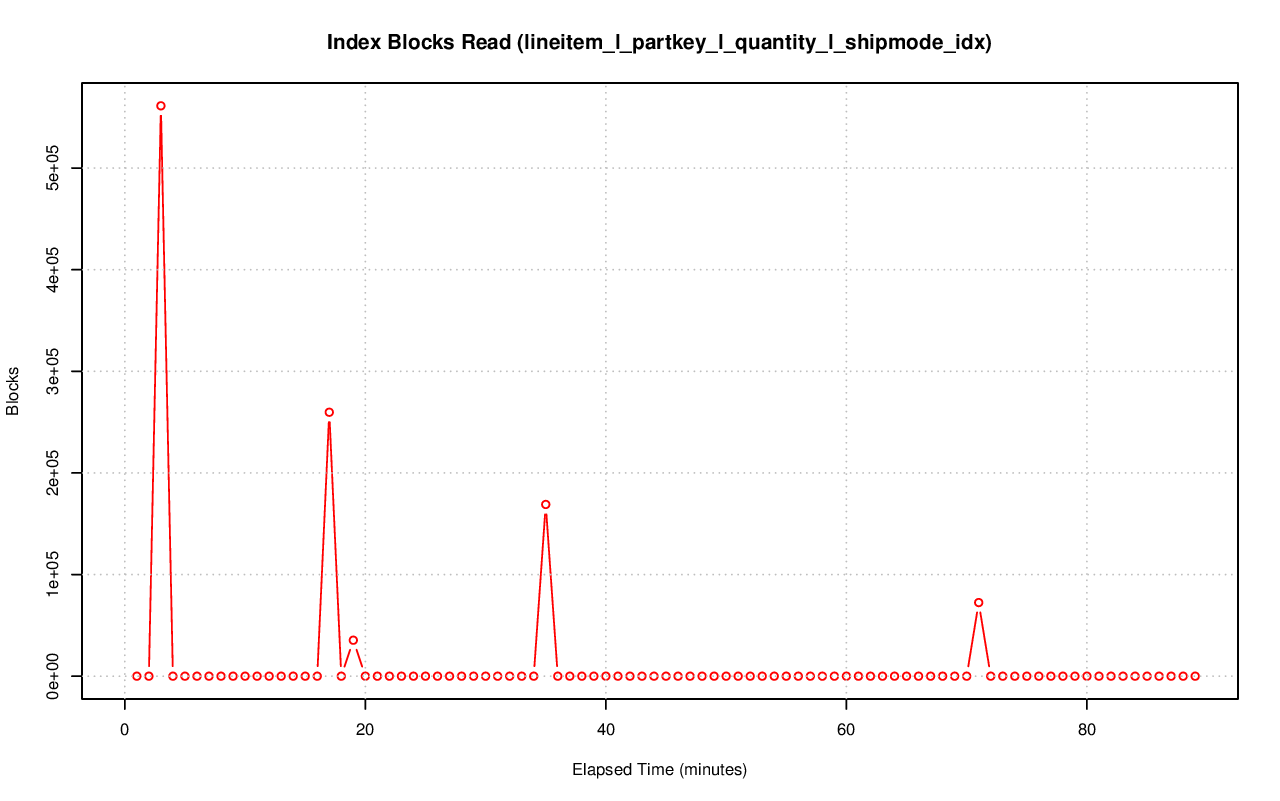 Index Blocks Read (lineitem_l_partkey_l_quantity_l_shipmode_idx)
Blocks
5e+05
4e+05
3e+05
2e+05
1e+05
0e+00
0 20 40 60 80
Elapsed Time (minutes)